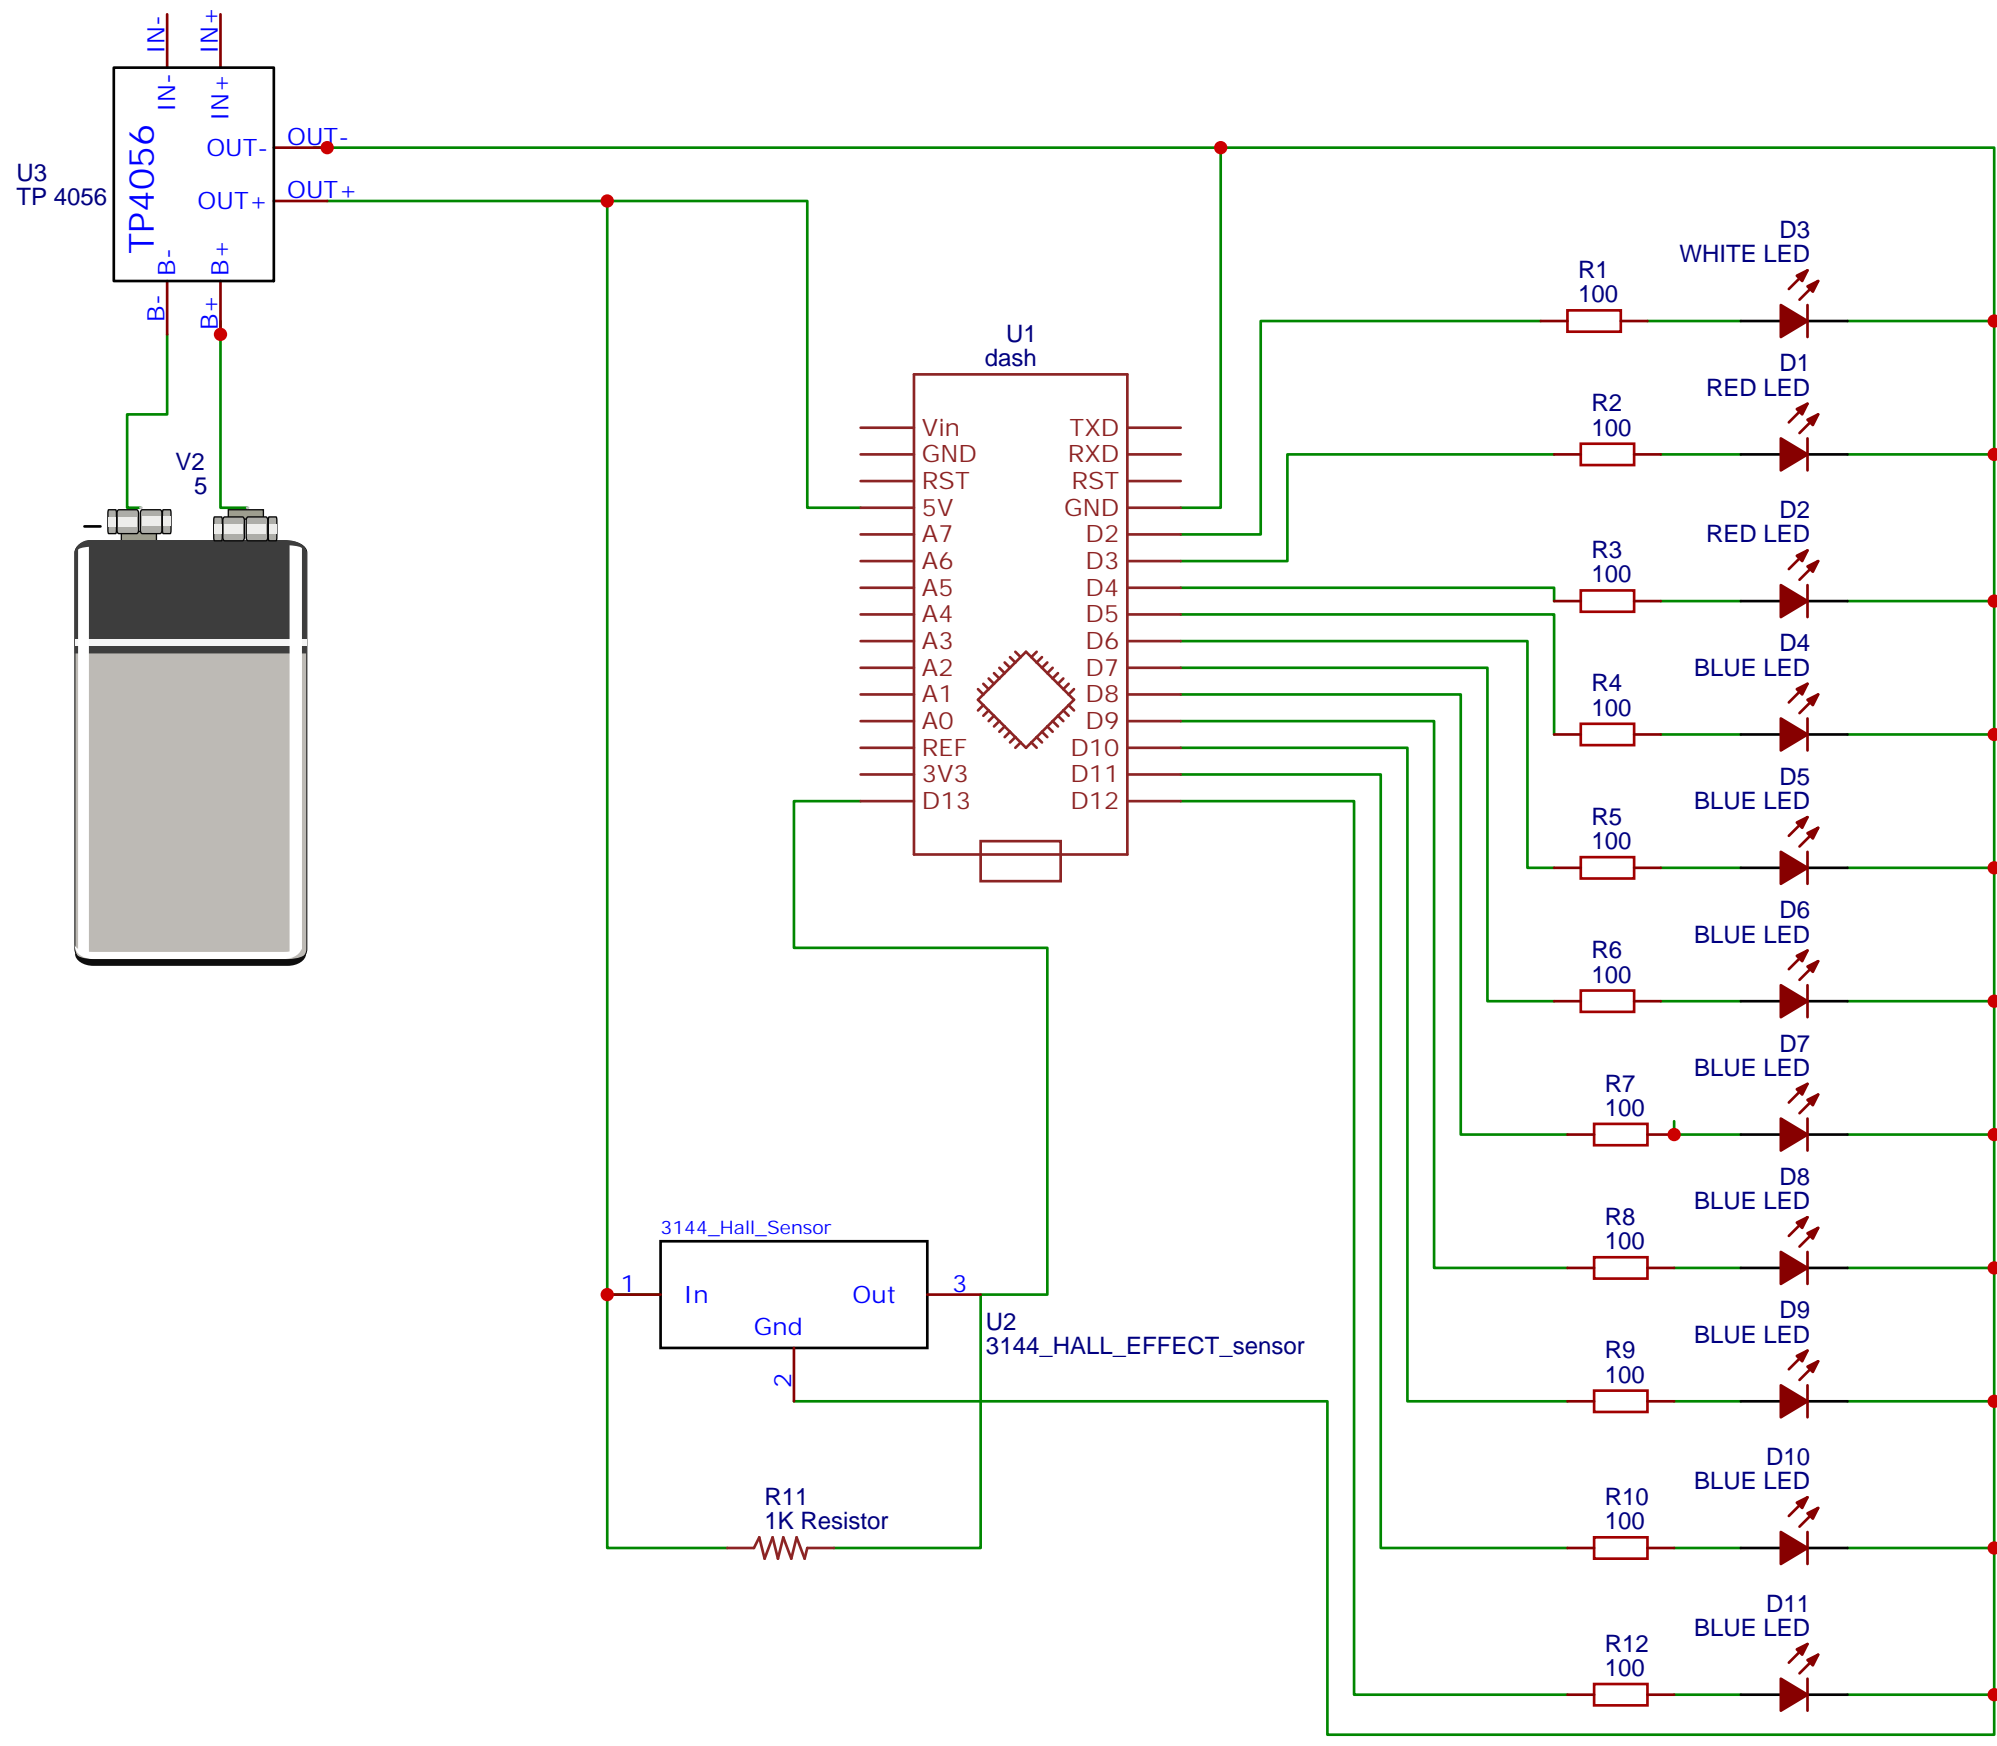 IN-
IN+
IN-
IN+
TP4056
OUT-
OUT-
OUT+
OUT+
U3
TP 4056
B-
B+
B-
B+
V2
5
–
U1
dash
Vin
GND
RST
5V
A7
A6
A5
A4
A3
A2
A1
A0
REF
3V3
D13
TXD
RXD
RST
GND
D2
D3
D4
D5
D6
D7
D8
D9
D10
D11
D12
D3
WHITE LED
R1
100
D1
RED LED
R2
100
D2
RED LED
R3
100
D4
BLUE LED
R4
100
D5
BLUE LED
R5
100
D6
BLUE LED
R6
100
D7
BLUE LED
R7
100
D8
BLUE LED
R8
100
D9
BLUE LED
R9
100
D10
BLUE LED
R10
100
D11
BLUE LED
R12
100
3144_Hall_Sensor
1
In
Out
3
Gnd
2
U2
3144_HALL_EFFECT_sensor
R11
1K Resistor